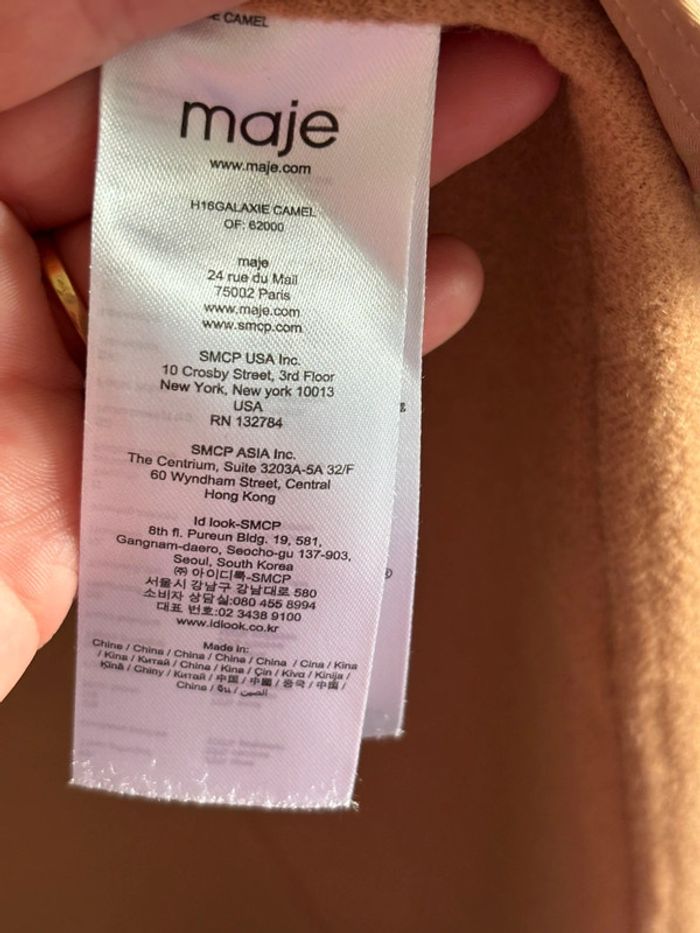 CAMEL
maje
www.maje.com
H16GALAXIE CAMEL
OF: 62000
maje
24 rue du Mail
75002 Paris
www.maje.com
www.smcp.com
SMCP USA Inc.
10 Crosby Street, 3rd Floor
New York, New york 10013
USA
RN 132784
SMCP ASIA Inc.
The Centrium, Suite 3203A-5A 32/F
60 Wyndham Street, Central
Hong Kong
Id look-SMCP
8th fl. Pureun Bldg. 19, 581,
Gangnam-daero, Seocho-gu 137-903,
Seoul, South Korea
㈜ 아이디룩-SMCP
서울시 강남구 강남대로 580
소비자 상담실:080 455 8994
대표 번호:02 3438 9100
www.idlook.co.kr
Made in:
Chine / China / China / China / China / Cina / Kina
/ Kina / Китай / China / Kina / Çin / Kiva / Kinija /
Ķīnā / Chiny / Китай / 中国 / 中國 / 중국 / 中国 /
China / จีน / الصين